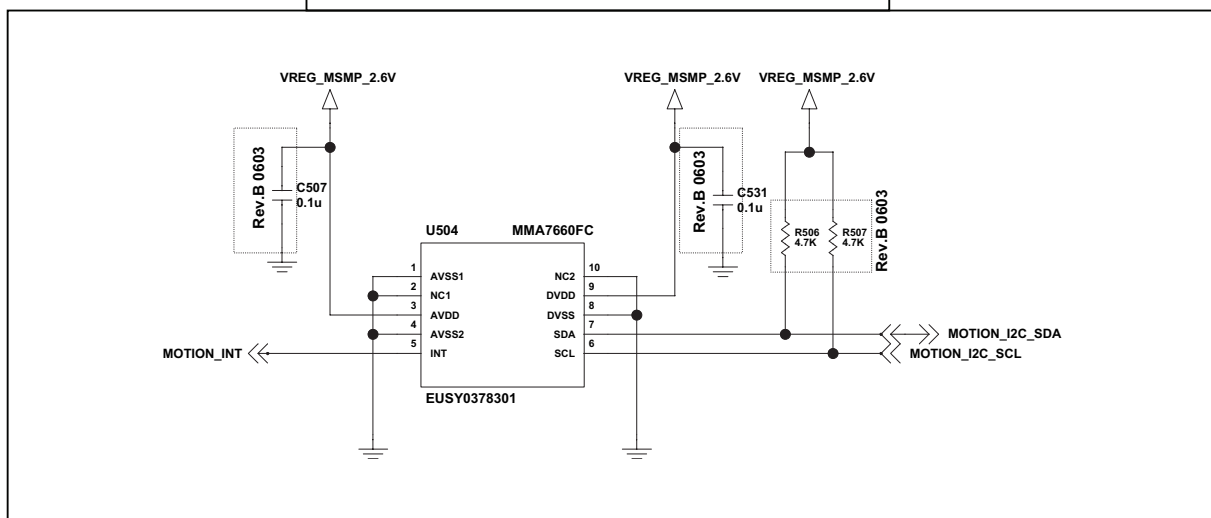 VREG_MSMP_2.6V
VREG_MSMP_2.6V
VREG_MSMP_2.6V
Rev.B 0603
C507
0.1u
Rev.B 0603
C531
0.1u
R506
4.7K
R507
4.7K
Rev.B 0603
U504
MMA7660FC
1
AVSS1
2
NC1
3
AVDD
4
AVSS2
5
INT
NC2
10
DVDD
9
DVSS
8
SDA
7
SCL
6
MOTION_INT
MOTION_I2C_SDA
MOTION_I2C_SCL
EUSY0378301